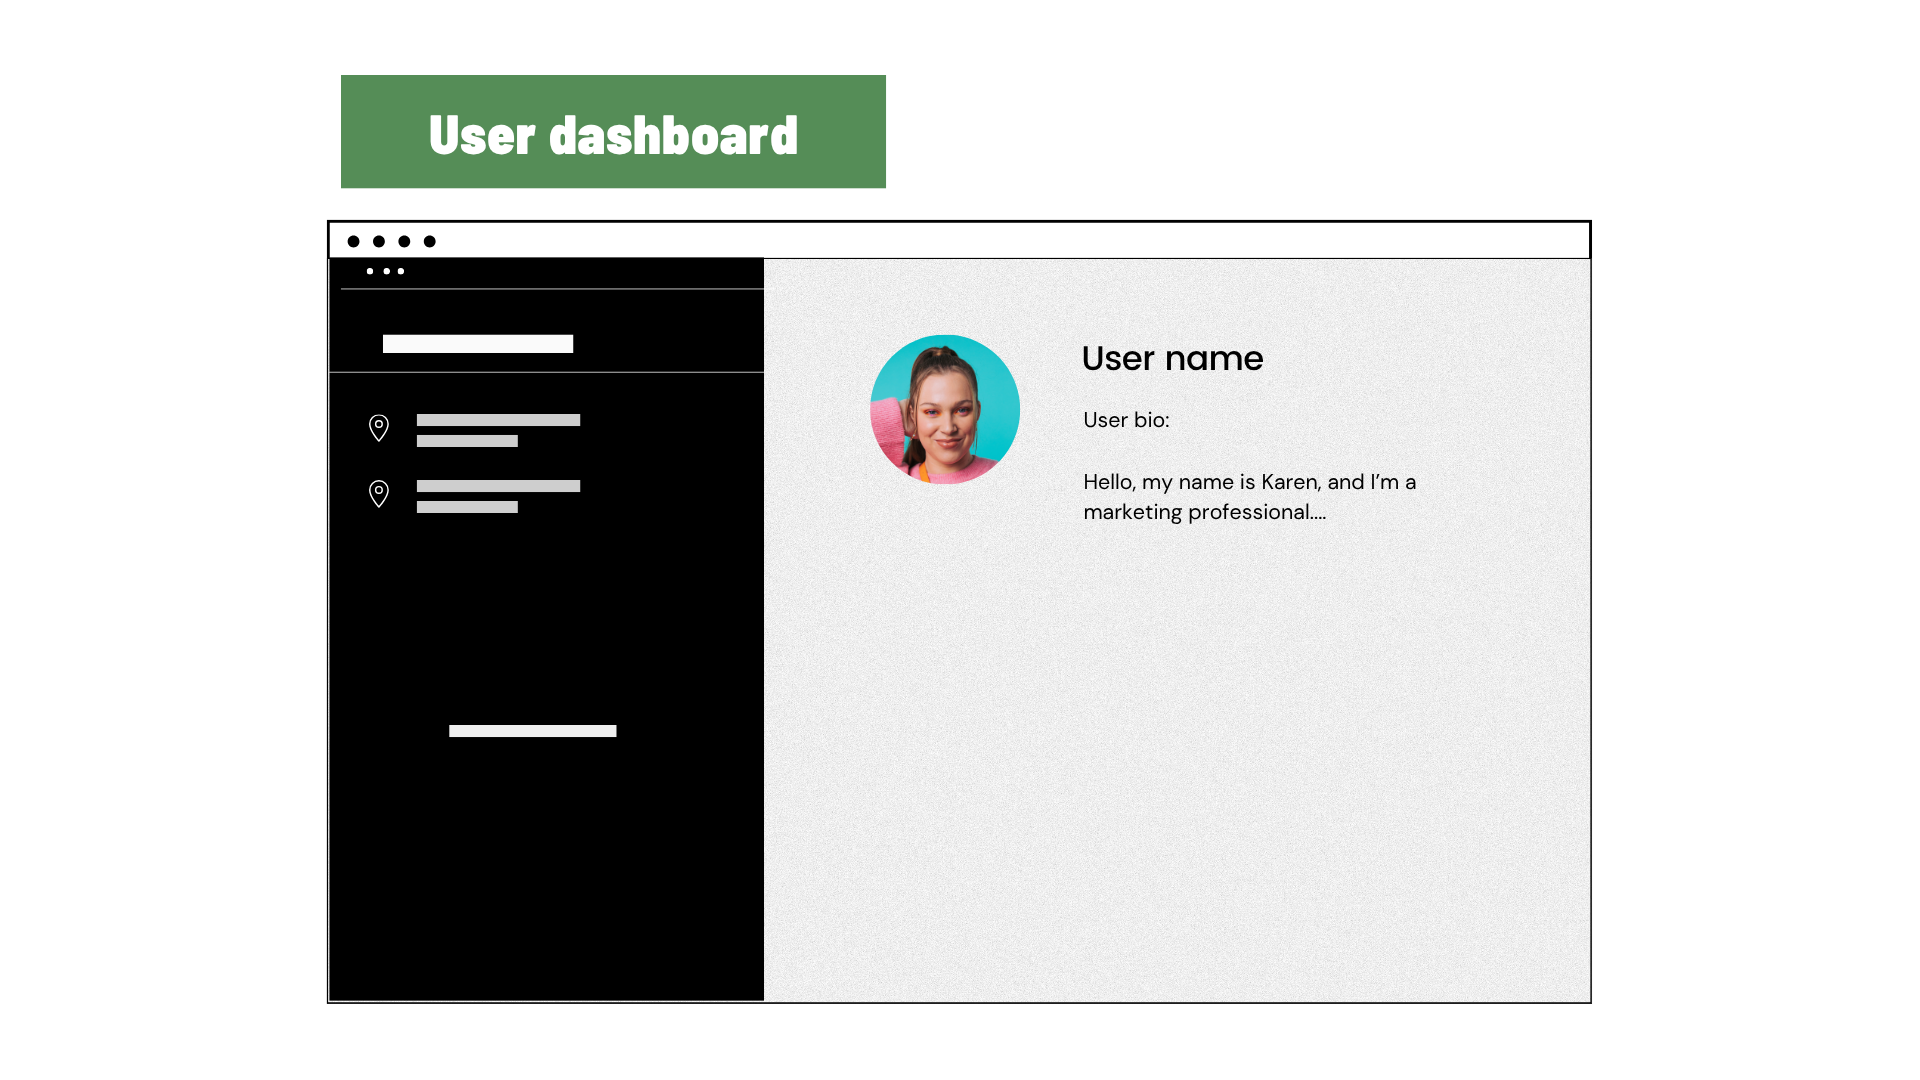 User dashboard
User name
User bio:
Hello, my name is Karen, and I’m a
marketing professional....